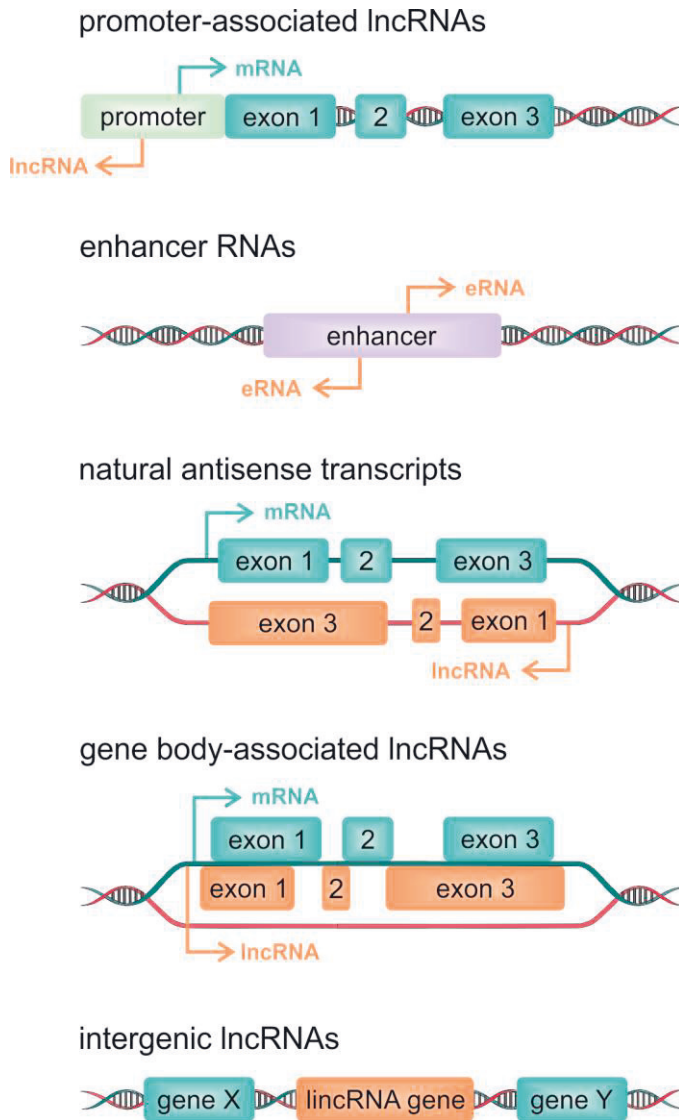 promoter-associated lncRNAs
mRNA
promoter exon 1 2 exon 3
lncRNA
enhancer RNAs
eRNA
enhancer
eRNA
natural antisense transcripts
mRNA
exon 1 2 exon 3
exon 3 2 exon 1
lncRNA
gene body-associated lncRNAs
mRNA
exon 1 2 exon 3
exon 1 2 exon 3
lncRNA
intergenic lncRNAs
gene X lincRNA gene gene Y